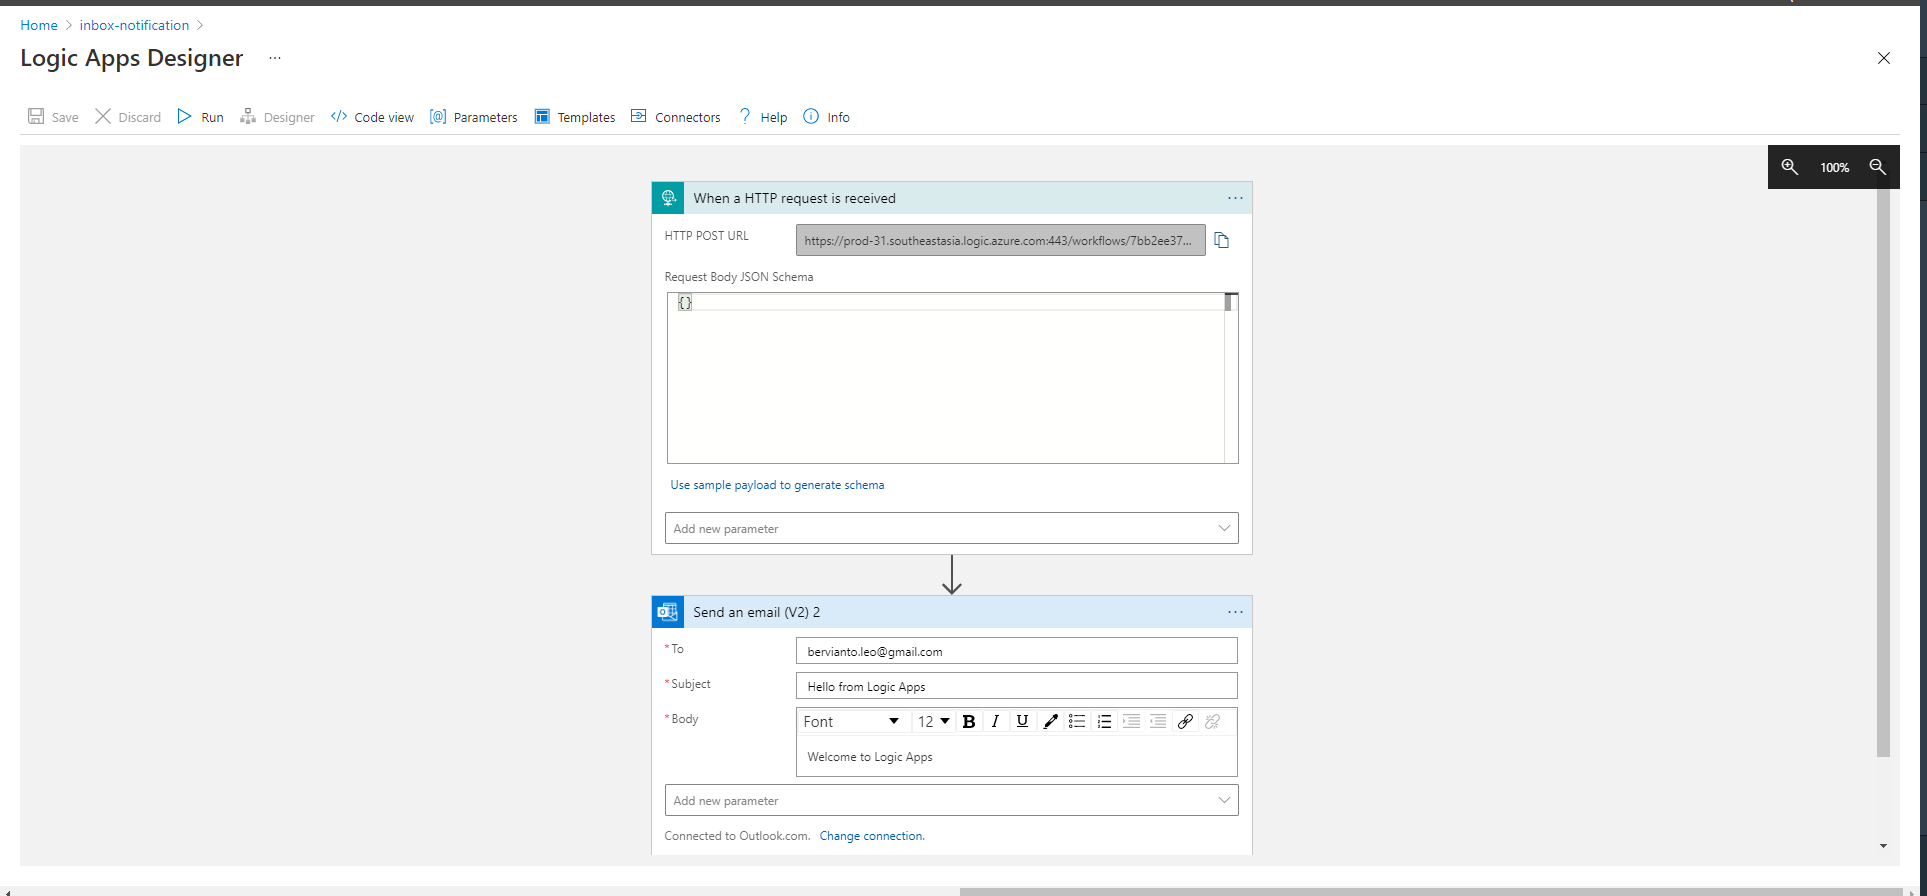 Home > inbox-notification >
Logic Apps Designer ...
Save Discard Run Designer </> Code view [@] Parameters Templates Connectors ? Help Info
100%
When a HTTP request is received ...
HTTP POST URL https://prod-31.southeastasia.logic.azure.com:443/workflows/7bb2ee37...
Request Body JSON Schema
{}
Use sample payload to generate schema
Add new parameter
Send an email (V2) 2 ...
* To bervianto.leo@gmail.com
* Subject Hello from Logic Apps
* Body Font 12 B I U
Welcome to Logic Apps
Add new parameter
Connected to Outlook.com. Change connection.